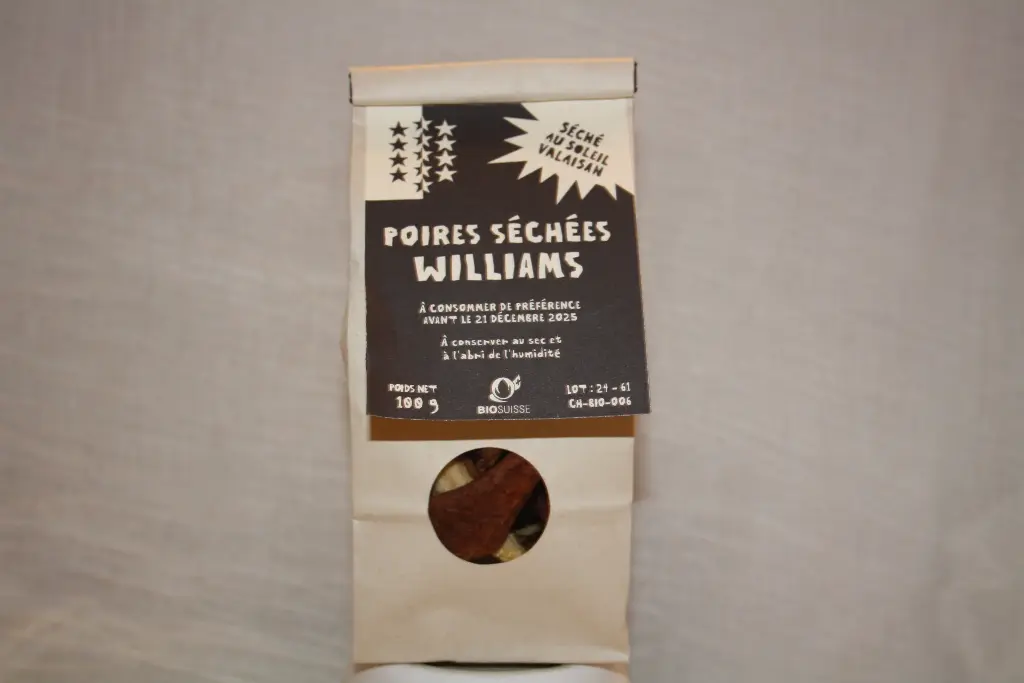 SÉCHÉ
AU SOLEIL
VALAISAN
POIRES SÉCHÉES
WILLIAMS
À CONSOMMER DE PRÉFÉRENCE
AVANT LE 21 DÉCEMBRE 2025
À conserver au sec et
à l'abri de l'humidité
POIDS NET
100 g
BIOSUISSE
LOT : 24 - 61
CH-BIO-006